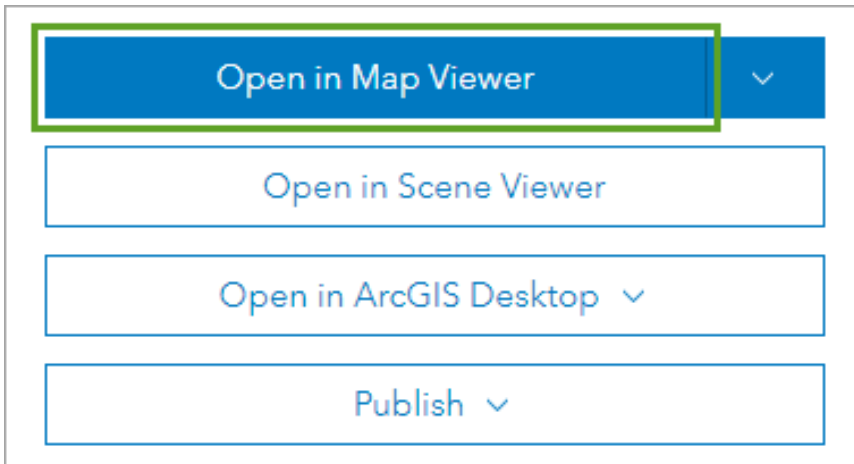 Open in Map Viewer
Open in Scene Viewer
Open in ArcGIS Desktop
Publish